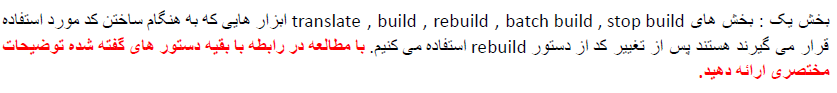 بخش یک : بخش های translate , build , rebuild , batch build , stop build ابزار هایی که به هنگام ساختن کد مورد استفاده
قرار می گیرند هستند پس از تغییر کد از دستور rebuild استفاده می کنیم. با مطالعه در رابطه با بقیه دستور های گفته شده توضیحات
مختصری ارائه دهید.